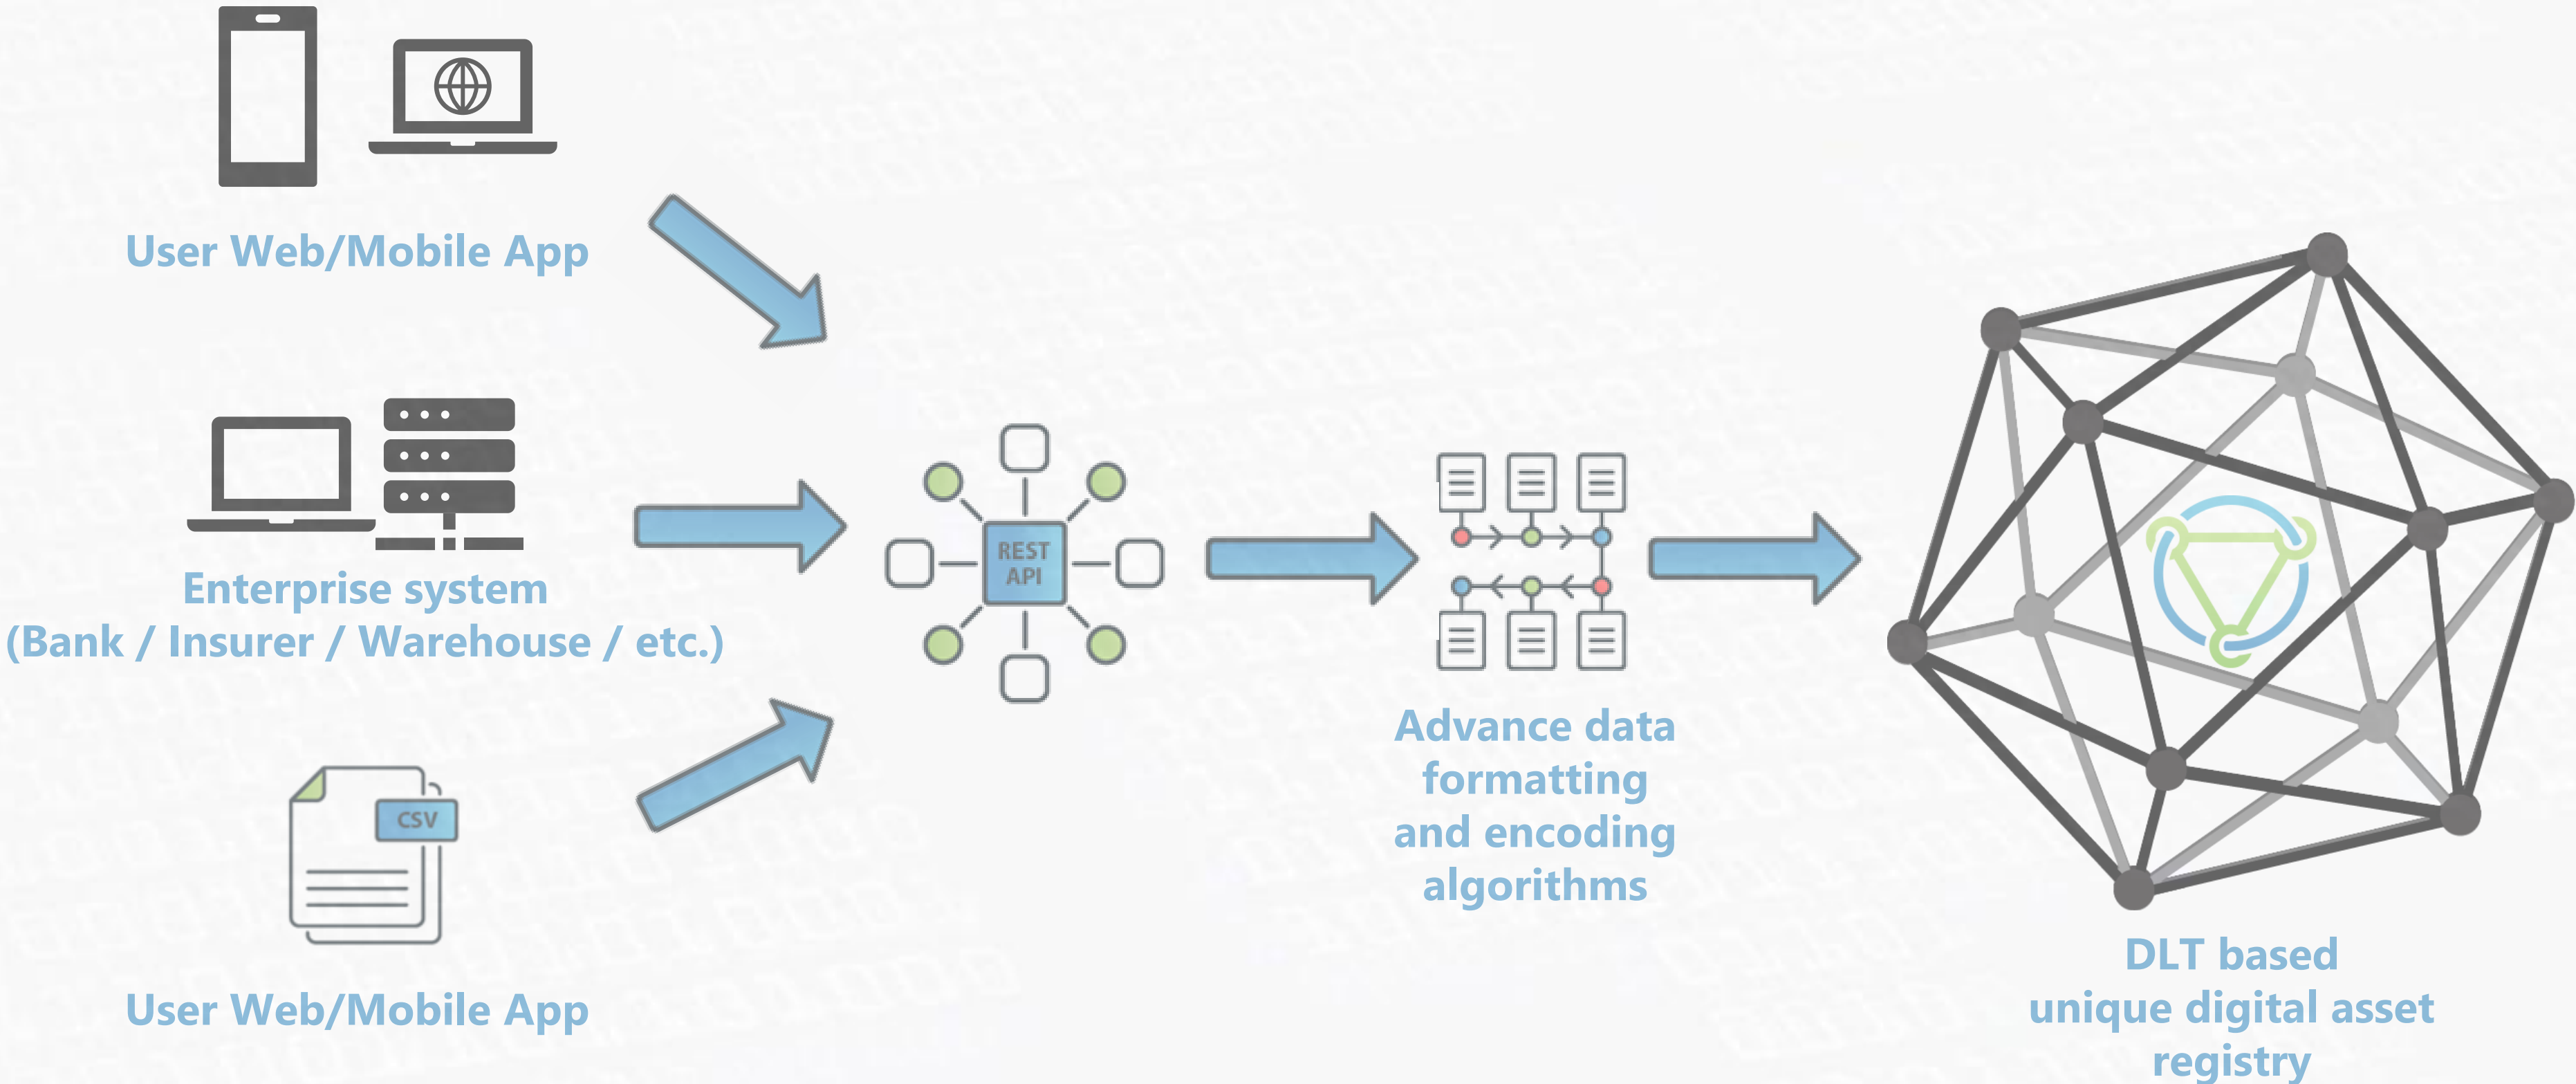 User Web/Mobile App
Enterprise system
(Bank / Insurer / Warehouse / etc.)
CSV
User Web/Mobile App
REST
API
Advance data
formatting
and encoding
algorithms
DLT based
unique digital asset
registry